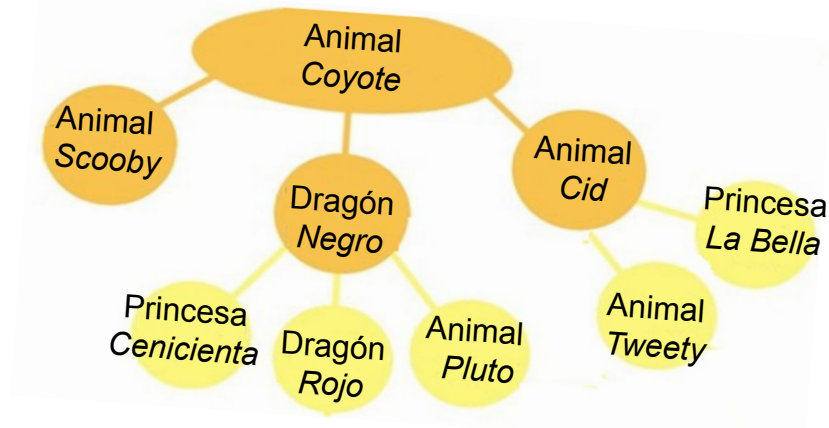 Animal
Coyote
Animal
Scooby
Dragón
Negro
Animal
Cid
Princesa
La Bella
Princesa
Cenicienta
Dragón
Rojo
Animal
Pluto
Animal
Tweety